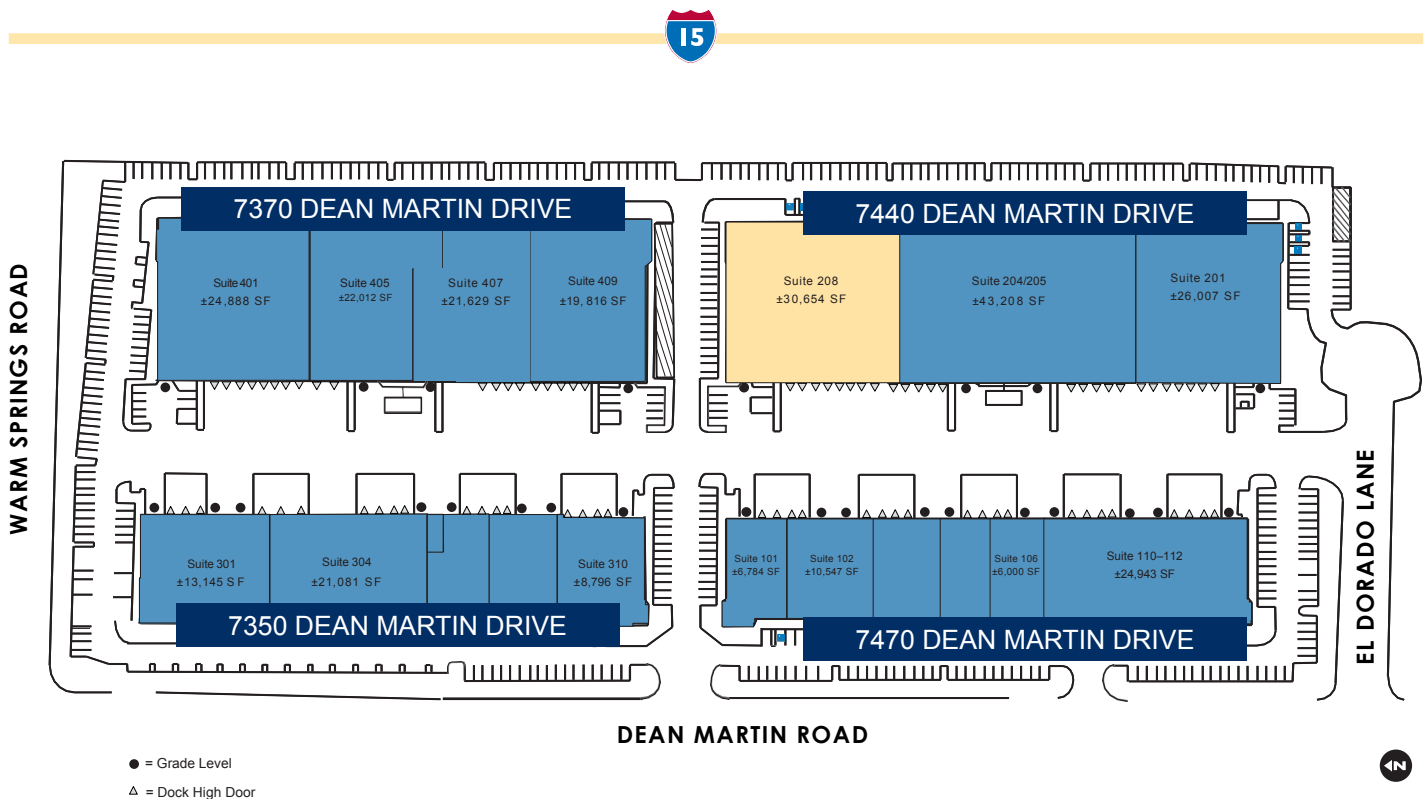 15
7370 DEAN MARTIN DRIVE
7440 DEAN MARTIN DRIVE
Suite 401
±24,888 SF
Suite 405
±22,012 SF
Suite 407
±21,629 SF
Suite 409
±19,816 SF
Suite 208
±30,654 SF
Suite 204/205
±43,208 SF
Suite 201
±26,007 SF
WARM SPRINGS ROAD
EL DORADO LANE
Suite 301
±13,145 SF
Suite 304
±21,081 SF
Suite 310
±8,796 SF
Suite 101
±6,784 SF
Suite 102
±10,547 SF
Suite 106
±6,000 SF
Suite 110–112
±24,943 SF
7350 DEAN MARTIN DRIVE
7470 DEAN MARTIN DRIVE
DEAN MARTIN ROAD
= Grade Level
= Dock High Door
N